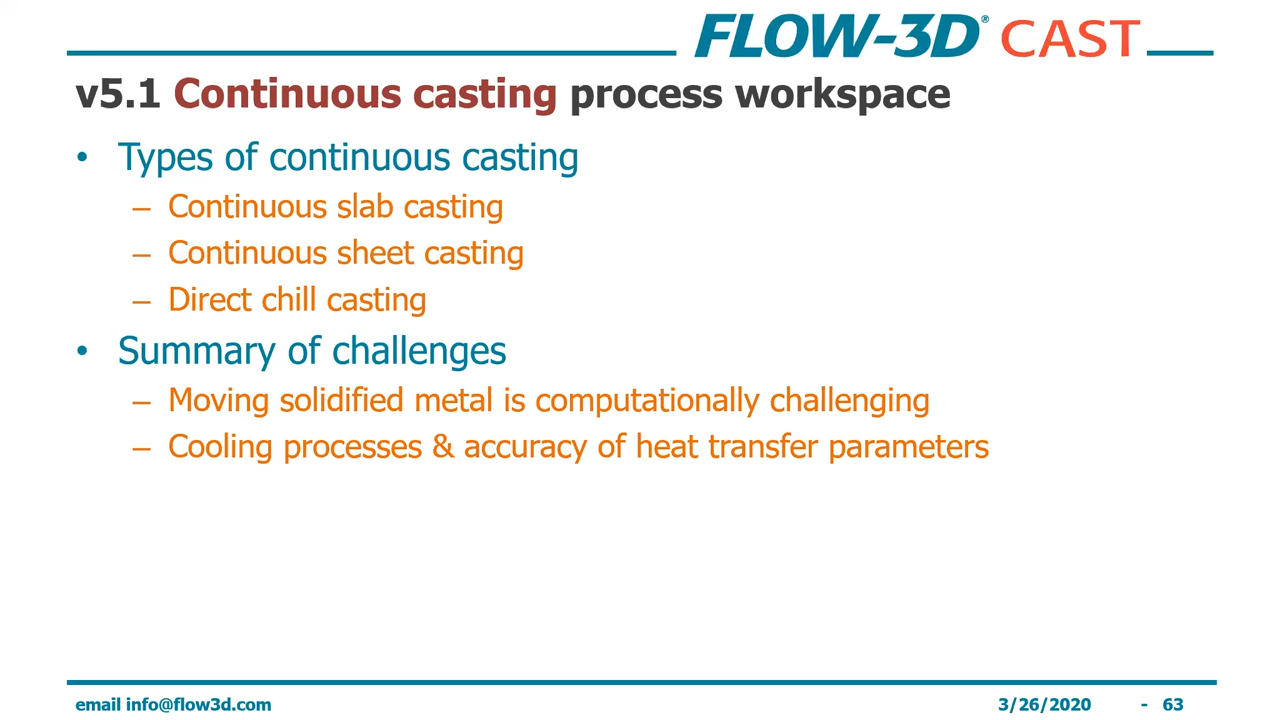 FLOW-3D® CAST
v5.1 Continuous casting process workspace
• Types of continuous casting
– Continuous slab casting
– Continuous sheet casting
– Direct chill casting
• Summary of challenges
– Moving solidified metal is computationally challenging
– Cooling processes & accuracy of heat transfer parameters
email info@flow3d.com 3/26/2020 - 63